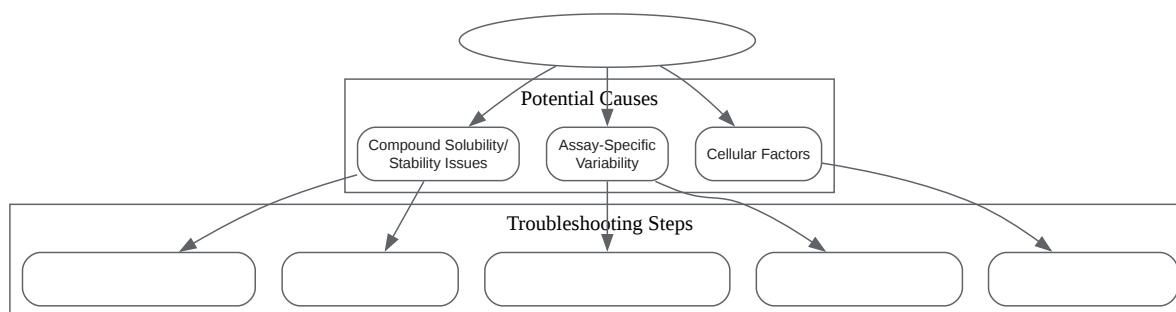 Potential Causes
Compound Solubility/
Stability Issues
Assay-Specific
Variability
Cellular Factors
Troubleshooting Steps